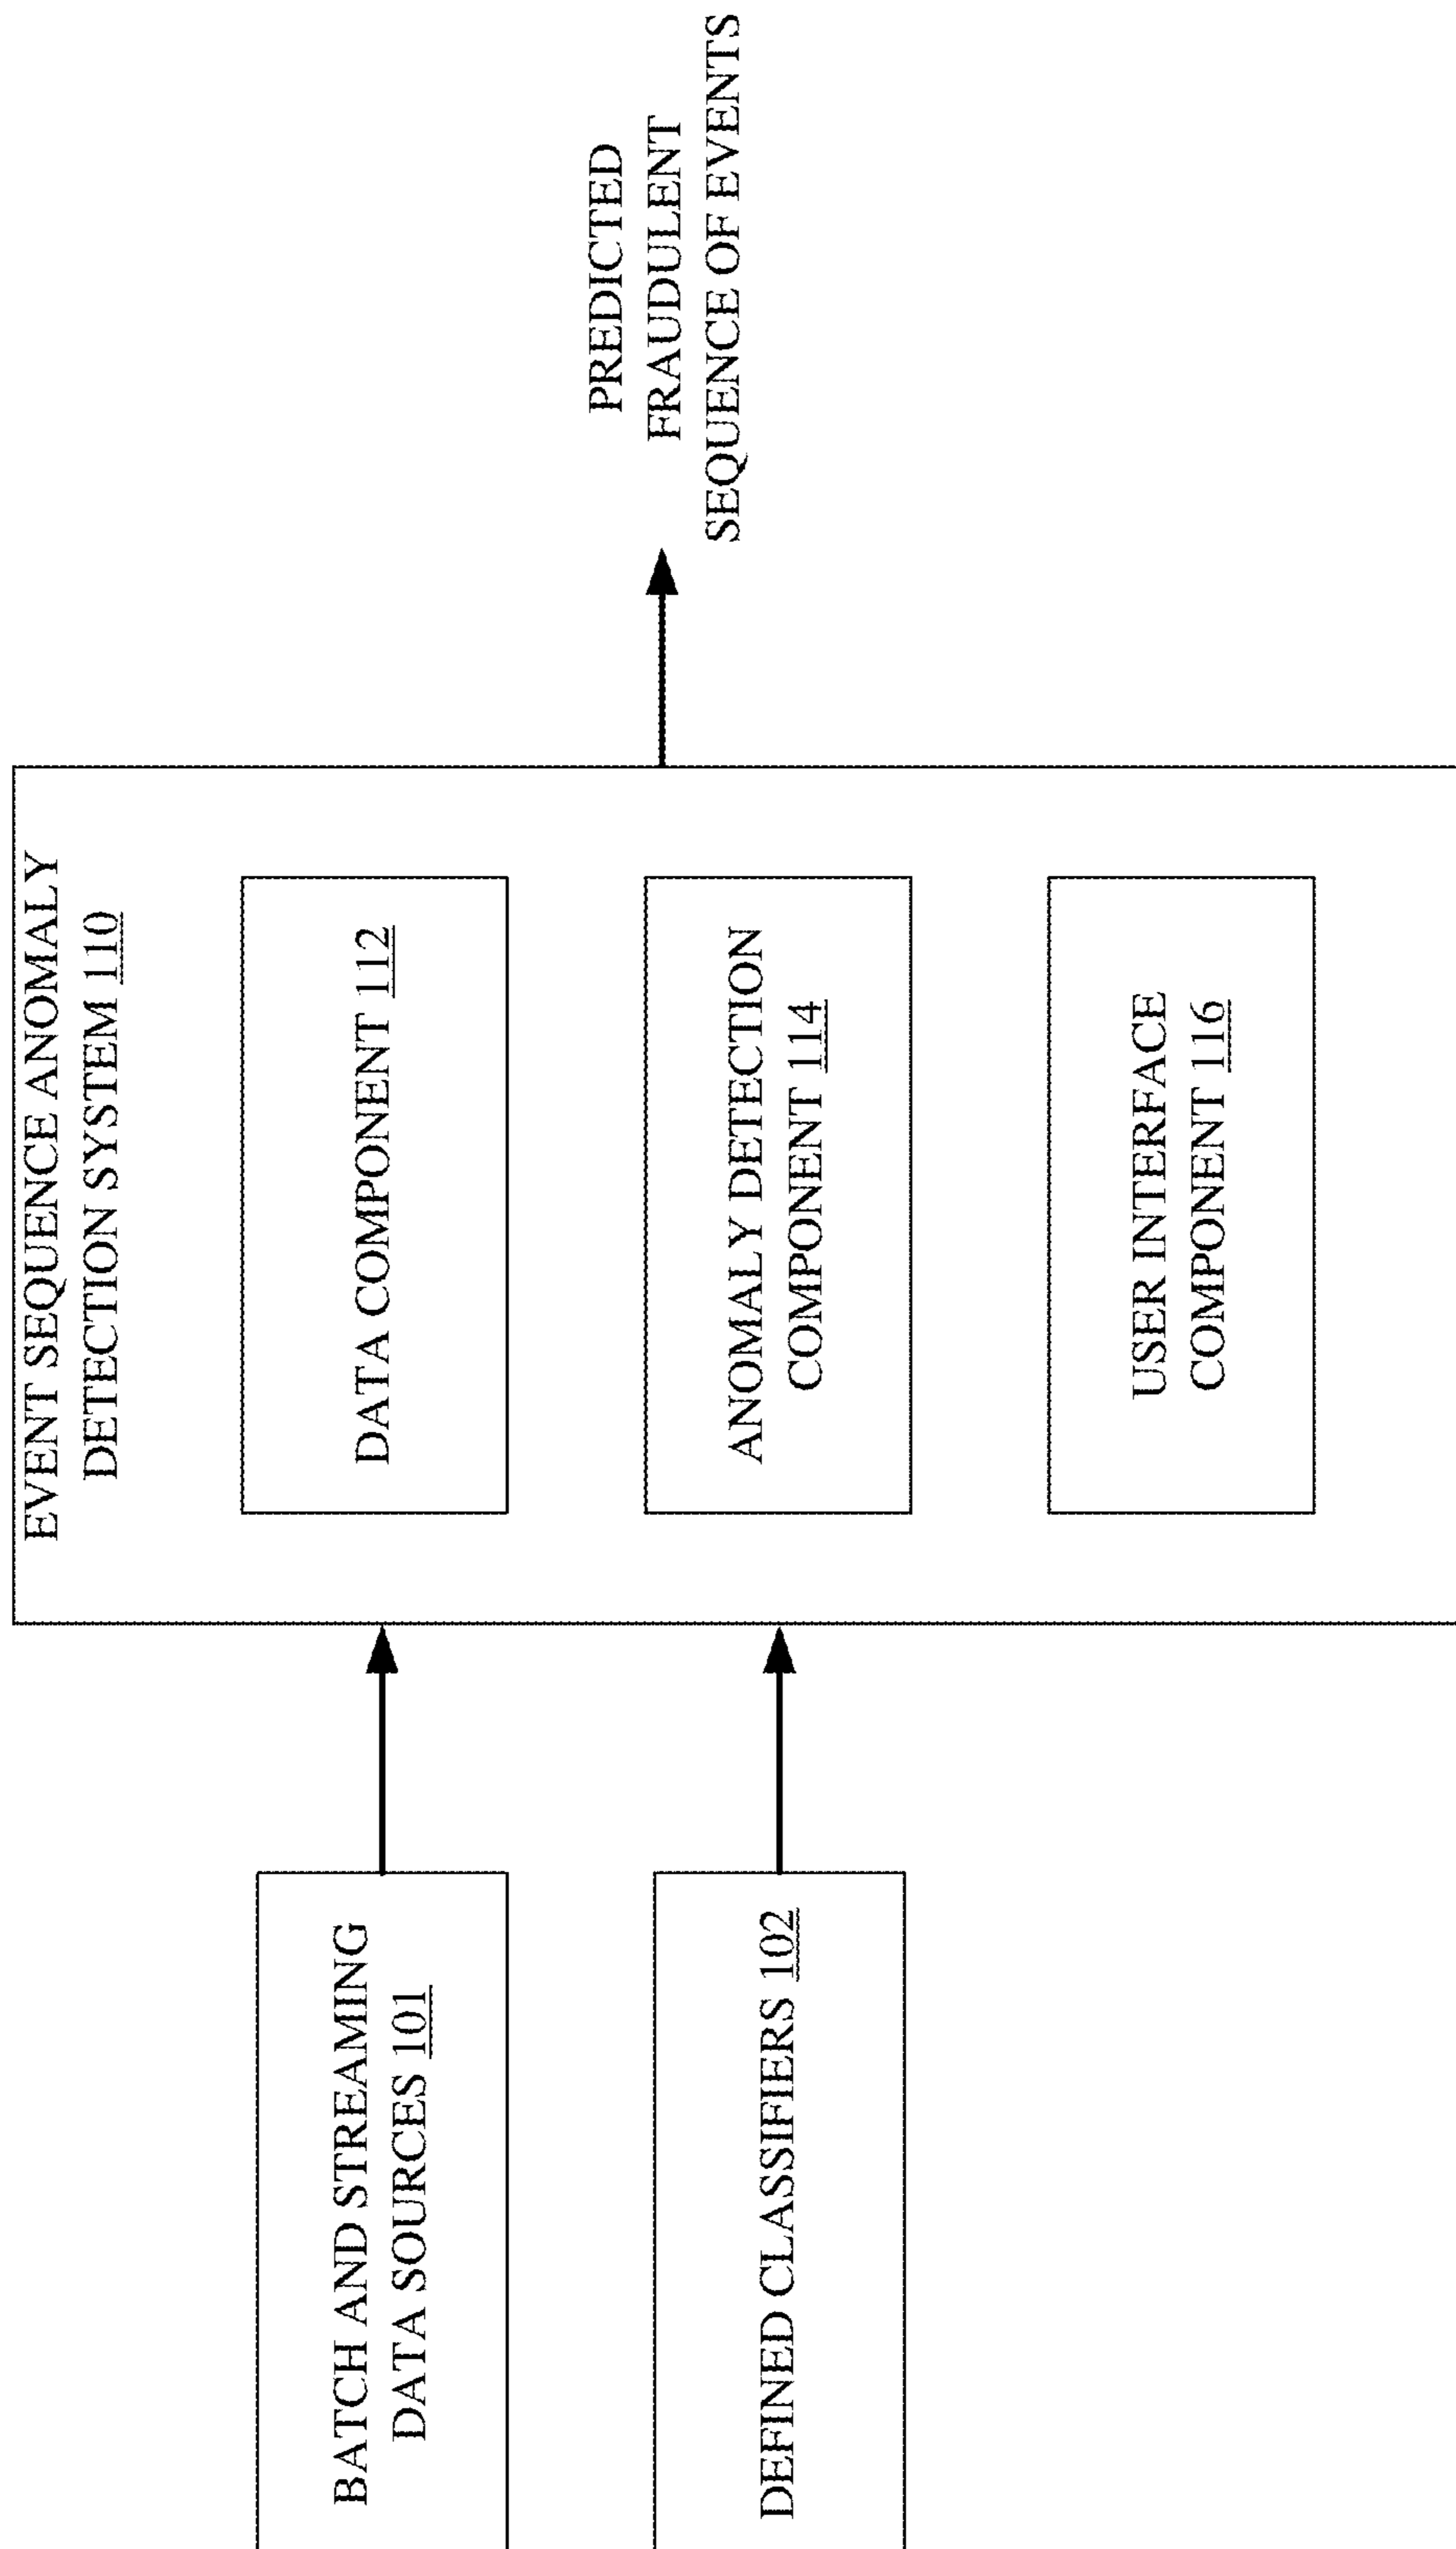 BATCH AND STREAMING
DATA SOURCES 101
DEFINED CLASSIFIERS 102
EVENT SEQUENCE ANOMALY
DETECTION SYSTEM 110
DATA COMPONENT 112
ANOMALY DETECTION
COMPONENT 114
USER INTERFACE
COMPONENT 116
PREDICTED
FRAUDULENT
SEQUENCE OF EVENTS